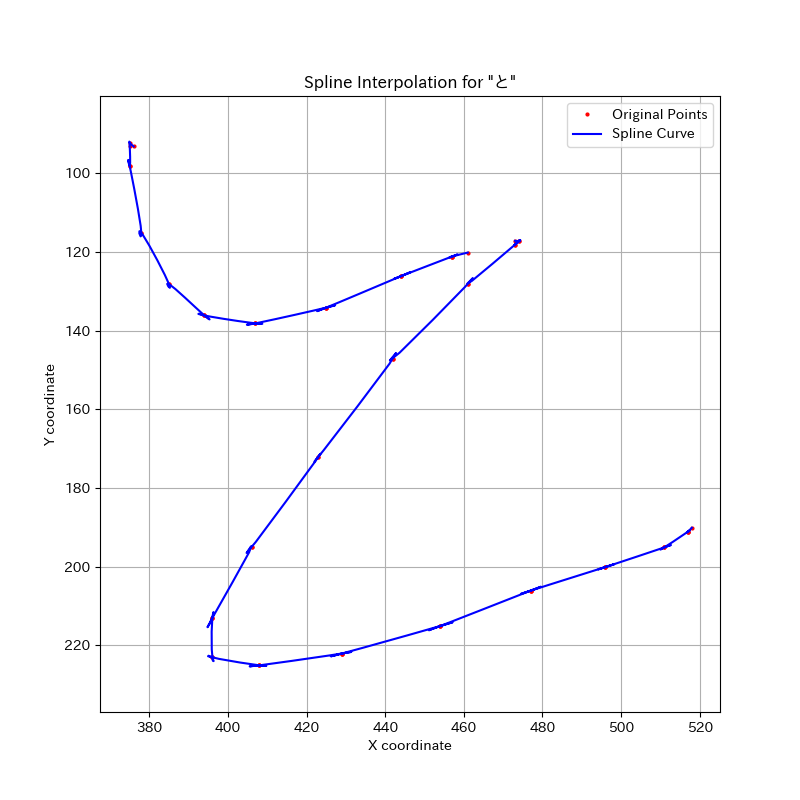 Spline Interpolation for "と"
Original Points
Spline Curve
100
120
140
160
180
200
220
Y coordinate
380 400 420 440 460 480 500 520
X coordinate